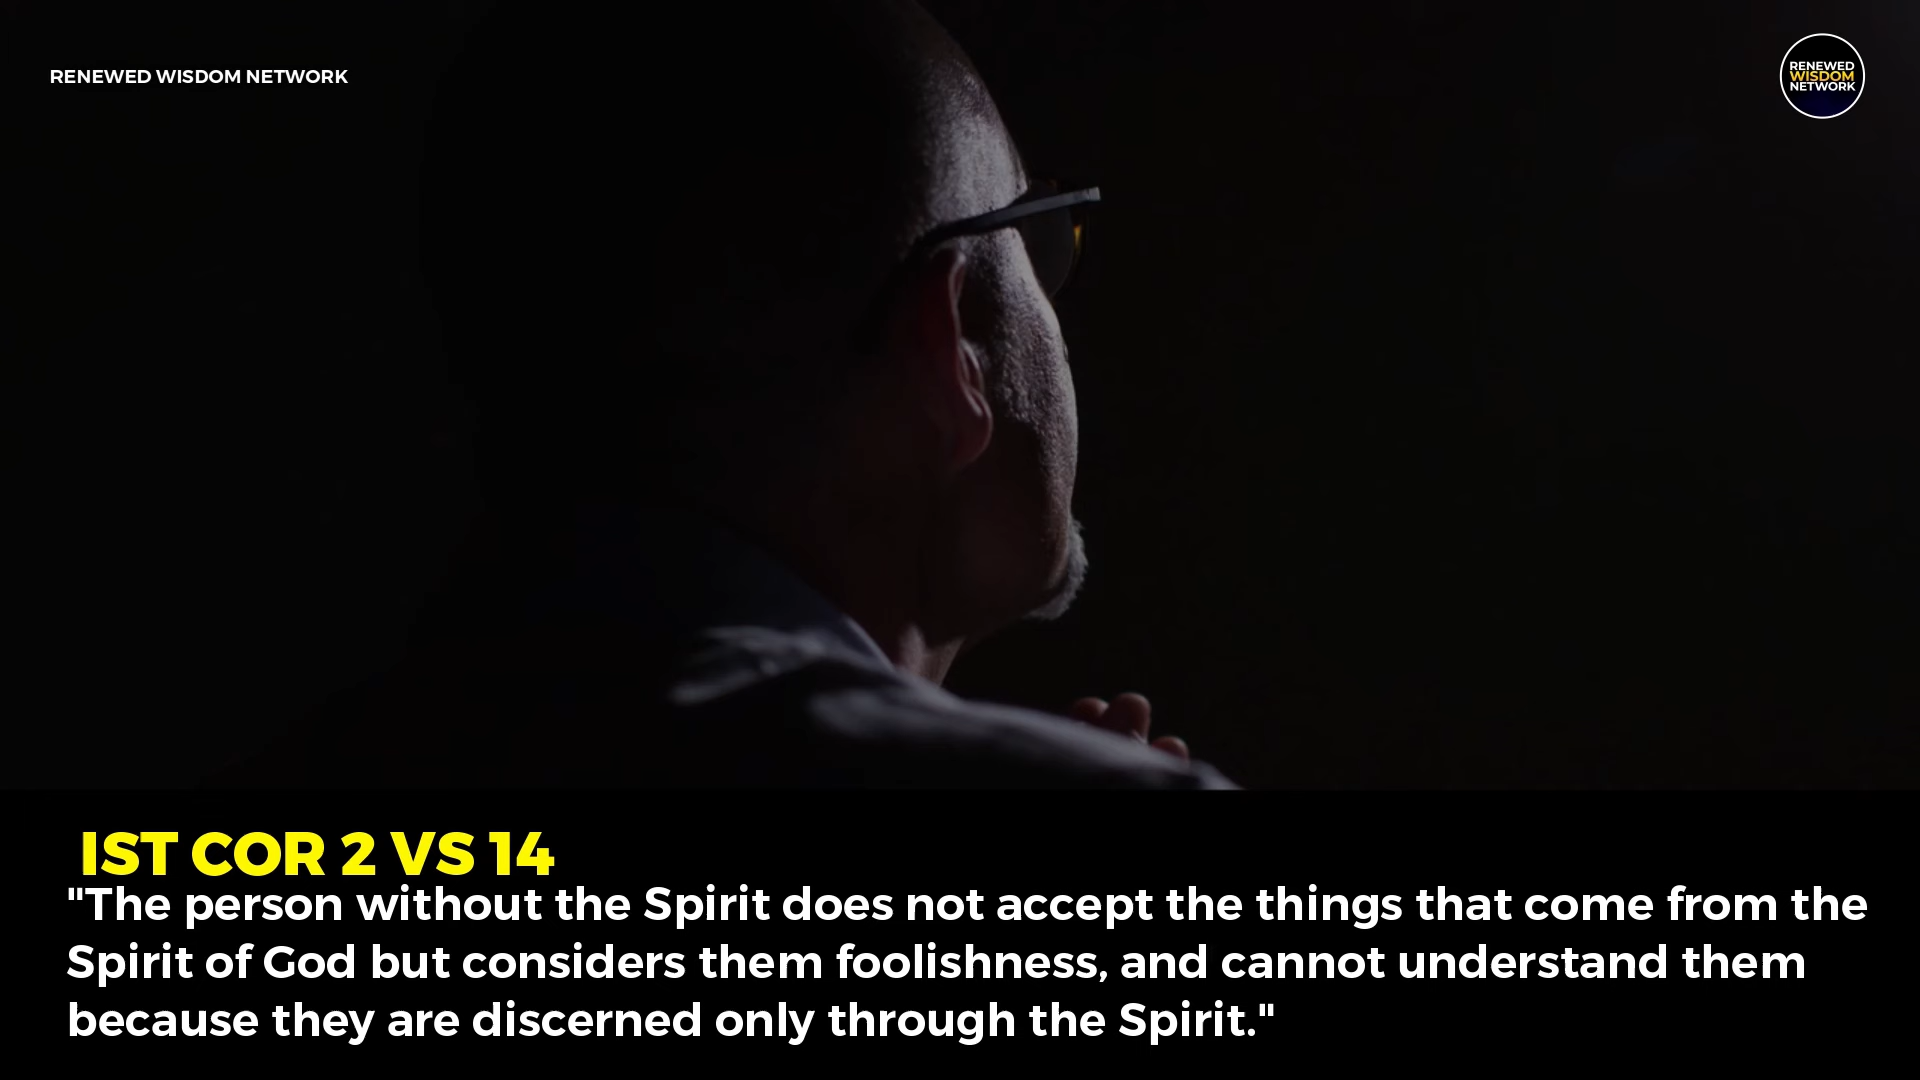 RENEWED WISDOM NETWORK
RENEWED
WISDOM
NETWORK
IST COR 2 VS 14
"The person without the Spirit does not accept the things that come from the
Spirit of God but considers them foolishness, and cannot understand them
because they are discerned only through the Spirit."